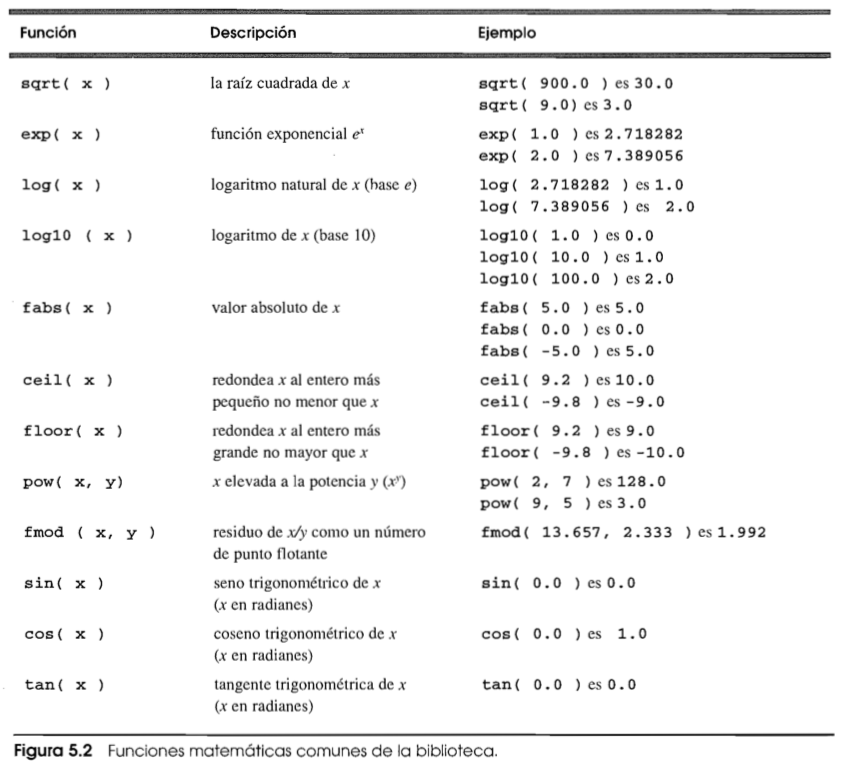 Función Descripción Ejemplo
sqrt( x ) la raíz cuadrada de x sqrt( 900.0 ) es 30.0
sqrt( 9.0) es 3.0
exp( x ) función exponencial eˣ exp( 1.0 ) es 2.718282
exp( 2.0 ) es 7.389056
log( x ) logaritmo natural de x (base e) log( 2.718282 ) es 1.0
log( 7.389056 ) es 2.0
log10 ( x ) logaritmo de x (base 10) log10( 1.0 ) es 0.0
log10( 10.0 ) es 1.0
log10( 100.0 ) es 2.0
fabs( x ) valor absoluto de x fabs( 5.0 ) es 5.0
fabs( 0.0 ) es 0.0
fabs( -5.0 ) es 5.0
ceil( x ) redondea x al entero más ceil( 9.2 ) es 10.0
pequeño no menor que x ceil( -9.8 ) es -9.0
floor( x ) redondea x al entero más floor( 9.2 ) es 9.0
grande no mayor que x floor( -9.8 ) es -10.0
pow( x, y) x elevada a la potencia y (xʸ) pow( 2, 7 ) es 128.0
pow( 9, 5 ) es 3.0
fmod ( x, y ) residuo de x/y como un número fmod( 13.657, 2.333 ) es 1.992
de punto flotante
sin( x ) seno trigonométrico de x sin( 0.0 ) es 0.0
(x en radianes)
cos( x ) coseno trigonométrico de x cos( 0.0 ) es 1.0
(x en radianes)
tan( x ) tangente trigonométrica de x tan( 0.0 ) es 0.0
(x en radianes)
Figura 5.2 Funciones matemáticas comunes de la biblioteca.